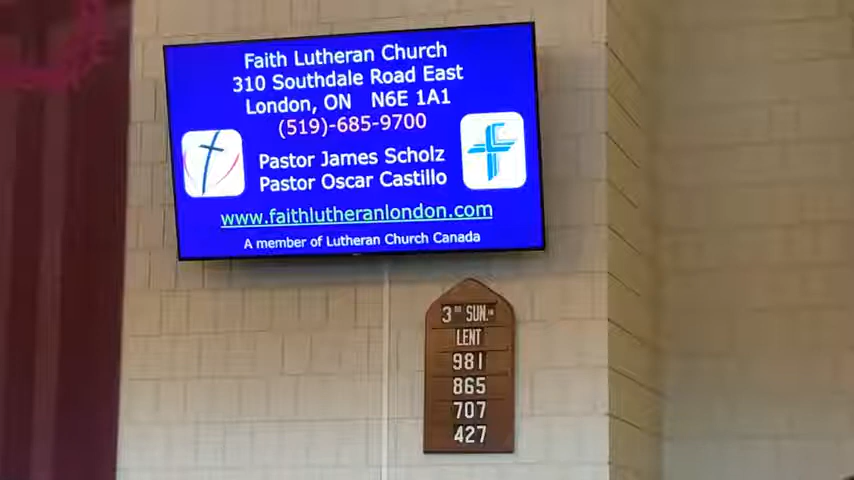 Faith Lutheran Church
310 Southdale Road East
London, ON N6E 1A1
(519)-685-9700
Pastor James Scholz
Pastor Oscar Castillo
www.faithlutheranlondon.com
A member of Lutheran Church Canada
3RD SUN. IN
LENT
981
865
707
427